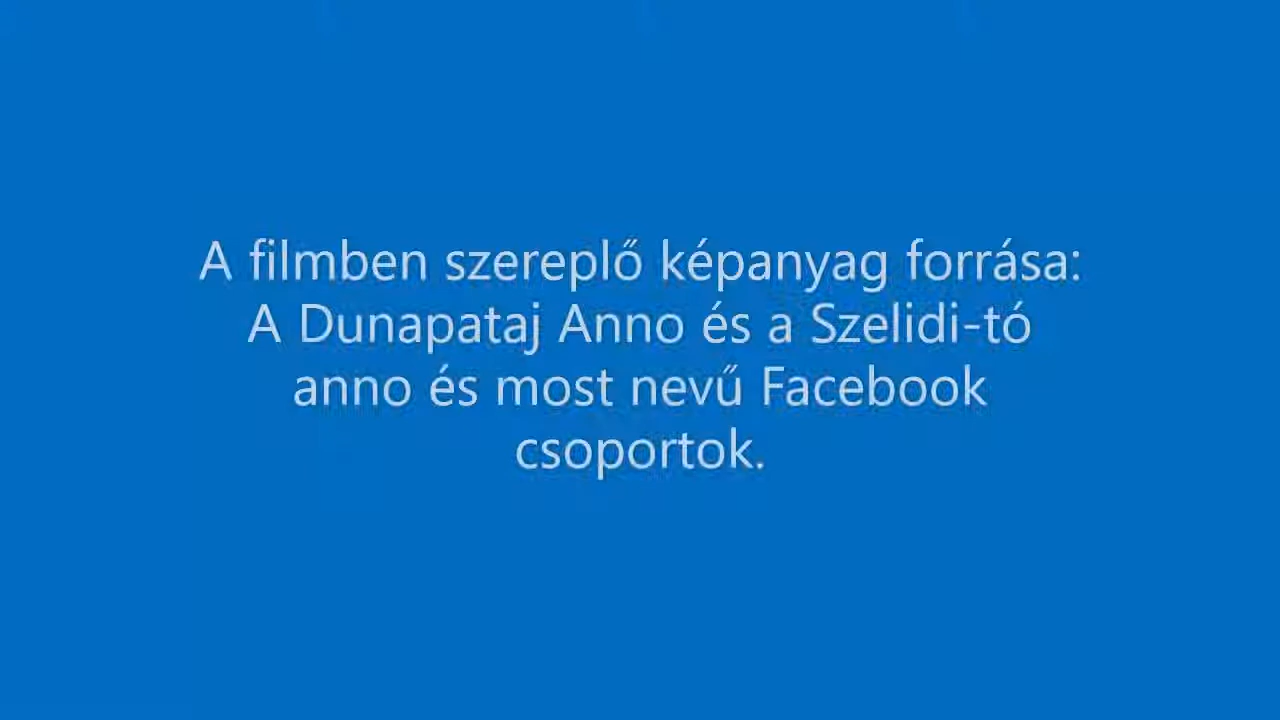 A filmben szereplő képanyag forrása:
A Dunapataj Anno és a Szelidi-tó
anno és most nevű Facebook
csoportok.